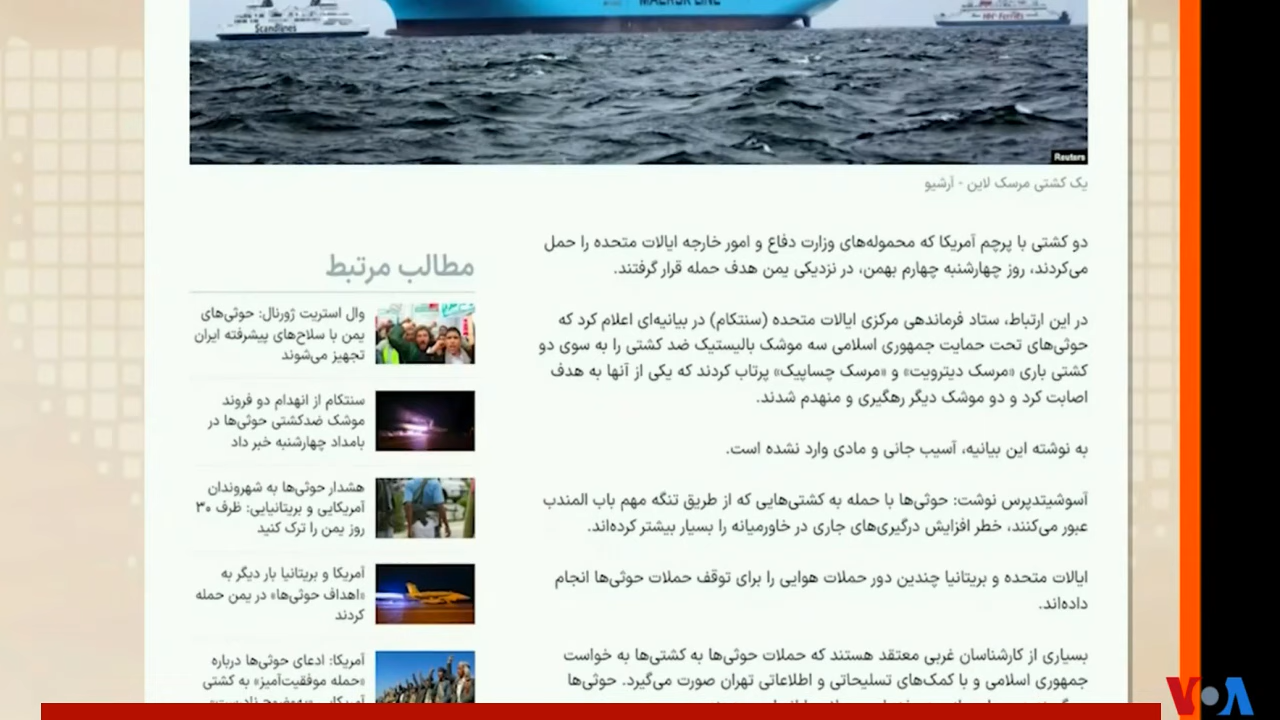 Scandlines
MAERSK LINE
Reuters
یک کشتی مرسک لاین - آرشیو
دو کشتی با پرچم آمریکا که محموله‌های وزارت دفاع و امور خارجه ایالات متحده را حمل
می‌کردند، روز چهارشنبه چهارم بهمن، در نزدیکی یمن هدف حمله قرار گرفتند.
در این ارتباط، ستاد فرماندهی مرکزی ایالات متحده (سنتکام) در بیانیه‌ای اعلام کرد که
حوثی‌های تحت حمایت جمهوری اسلامی سه موشک بالیستیک ضد کشتی را به سوی دو
کشتی باری «مرسک دیترویت» و «مرسک چساپیک» پرتاب کردند که یکی از آنها به هدف
اصابت کرد و دو موشک دیگر رهگیری و منهدم شدند.
به نوشته این بیانیه، آسیب جانی و مادی وارد نشده است.
آسوشیتدپرس نوشت: حوثی‌ها با حمله به کشتی‌هایی که از طریق تنگه مهم باب المندب
عبور می‌کنند، خطر افزایش درگیری‌های جاری در خاورمیانه را بسیار بیشتر کرده‌اند.
ایالات متحده و بریتانیا چندین دور حملات هوایی را برای توقف حملات حوثی‌ها انجام
داده‌اند.
بسیاری از کارشناسان غربی معتقد هستند که حملات حوثی‌ها به کشتی‌ها به خواست
جمهوری اسلامی و با کمک‌های تسلیحاتی و اطلاعاتی تهران صورت می‌گیرد. حوثی‌ها
مطالب مرتبط
وال استریت ژورنال: حوثی‌های
یمن با سلاح‌های پیشرفته ایران
تجهیز می‌شوند
سنتکام از انهدام دو فروند
موشک ضدکشتی حوثی‌ها در
بامداد چهارشنبه خبر داد
هشدار حوثی‌ها به شهروندان
آمریکایی و بریتانیایی: ظرف ۳۰
روز یمن را ترک کنید
آمریکا و بریتانیا بار دیگر به
«اهداف حوثی‌ها» در یمن حمله
کردند
آمریکا: ادعای حوثی‌ها درباره
«حمله موفقیت‌آمیز» به کشتی
VOA